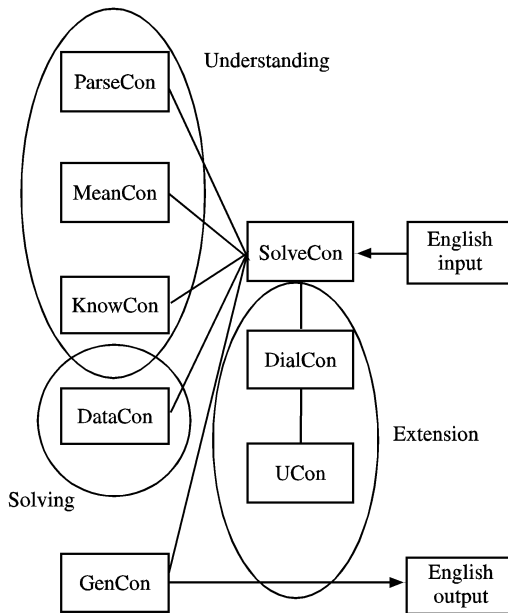 Understanding
ParseCon
MeanCon
SolveCon
English
input
KnowCon
DialCon
DataCon
Extension
UCon
Solving
GenCon
English
output